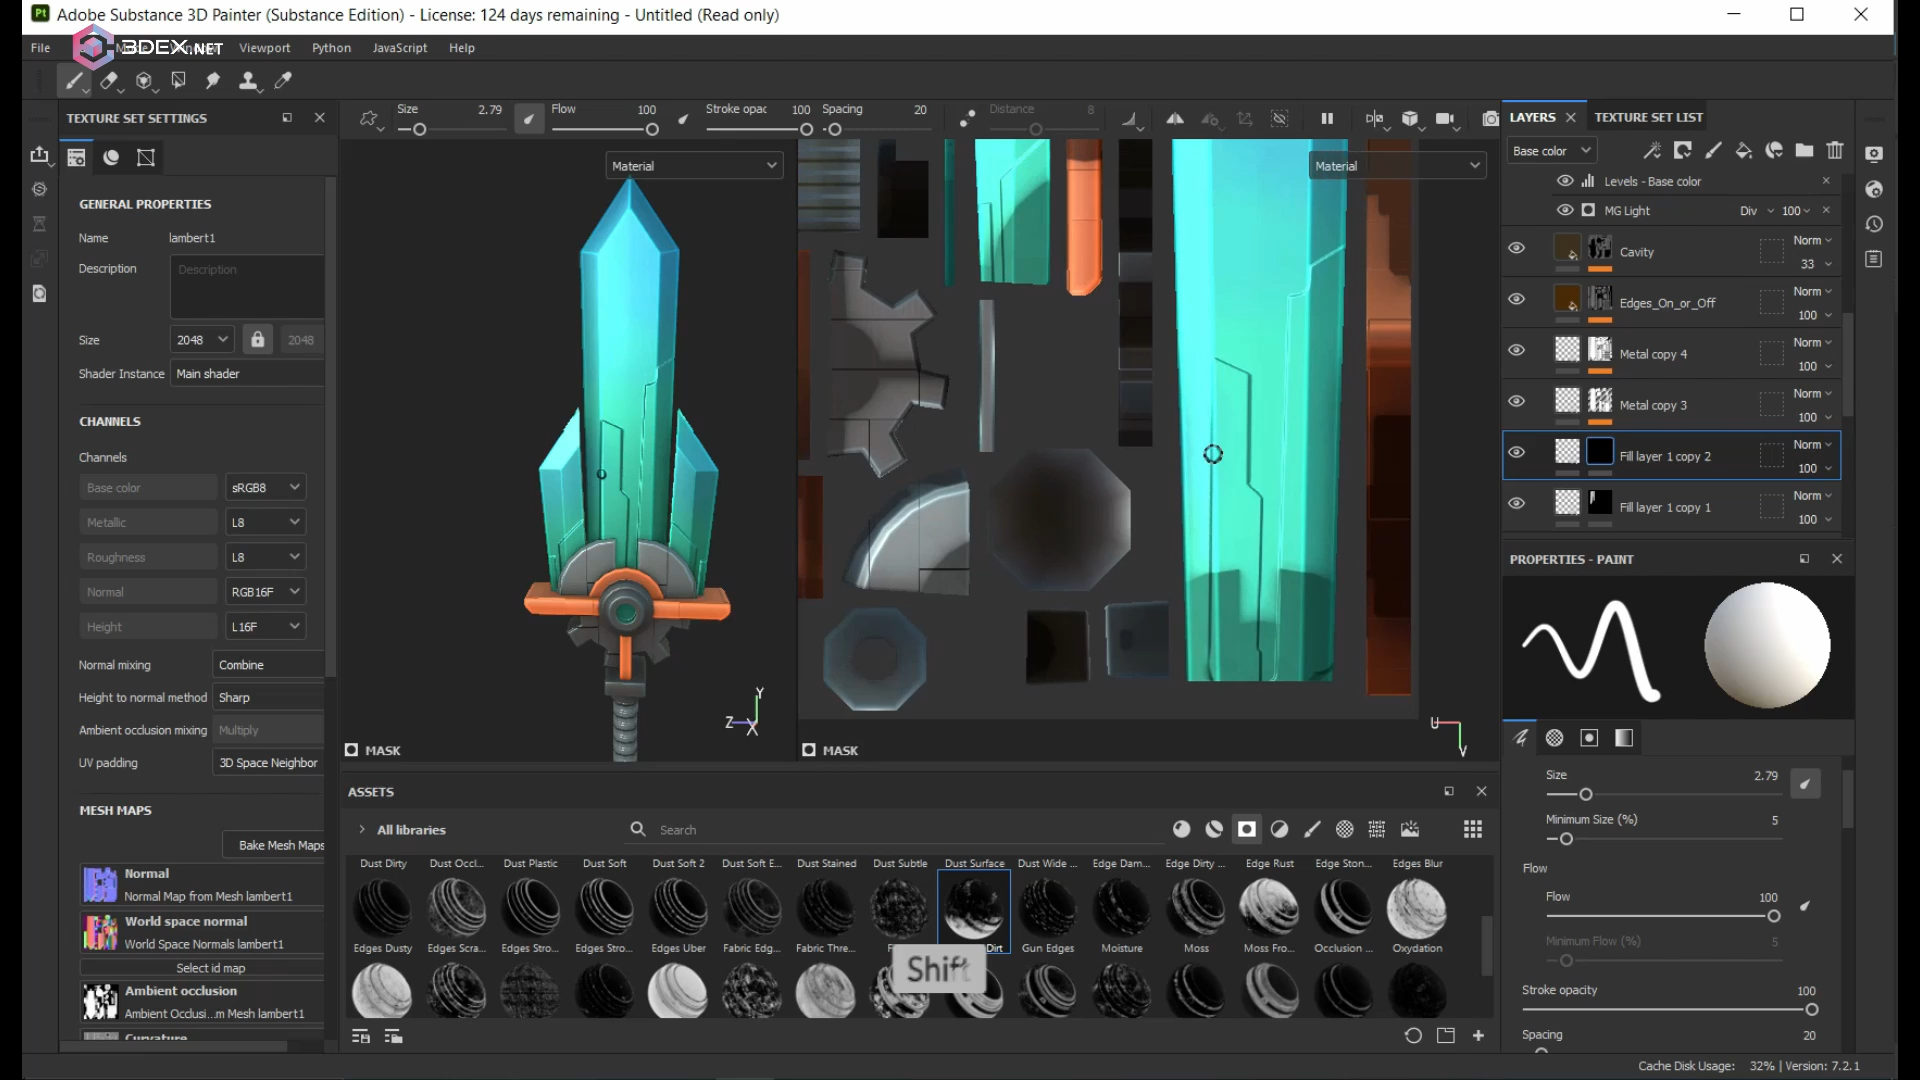 Adobe Substance 3D Painter (Substance Edition) - License: 124 days remaining - Untitled (Read only)
File
3DEX.NET
Viewport
Python
JavaScript
Help
Size 2.79
Flow 100
Stroke opac 100
Spacing 20
Distance 8
TEXTURE SET SETTINGS
GENERAL PROPERTIES
Name lambert1
Description Description
Size 2048 2048
Shader Instance Main shader
CHANNELS
Channels
Base color sRGB8
Metallic L8
Roughness L8
Normal RGB16F
Height L16F
Normal mixing Combine
Height to normal method Sharp
Ambient occlusion mixing Multiply
UV padding 3D Space Neighbor
MESH MAPS
Bake Mesh Maps
Normal
Normal Map from Mesh lambert1
World space normal
World Space Normals lambert1
Select id map
Ambient occlusion
Ambient Occlusi...m Mesh lambert1
Curvature
Material
Material
Y
Z
X
U
V
MASK
MASK
ASSETS
All libraries
Search
Dust Dirty Dust Occl... Dust Plastic Dust Soft Dust Soft 2 Dust Soft E... Dust Stained Dust Subtle Dust Surface Dust Wide ... Edge Dam... Edge Dirty ... Edge Rust Edge Ston... Edges Blur
Edges Dusty Edges Scra... Edges Stro... Edges Stro... Edges Uber Fabric Edg... Fabric Thre... Dirt Gun Edges Moisture Moss Moss Fro... Occlusion ... Oxydation
Shift
LAYERS
TEXTURE SET LIST
Base color
Levels - Base color
MG Light Div 100
Cavity Norm 33
Edges_On_or_Off Norm 100
Metal copy 4 Norm 100
Metal copy 3 Norm 100
Fill layer 1 copy 2 Norm 100
Fill layer 1 copy 1 Norm 100
PROPERTIES - PAINT
Size 2.79
Minimum Size (%) 5
Flow
Flow 100
Minimum Flow (%) 5
Stroke opacity 100
Spacing 20
Cache Disk Usage: 32% | Version: 7.2.1